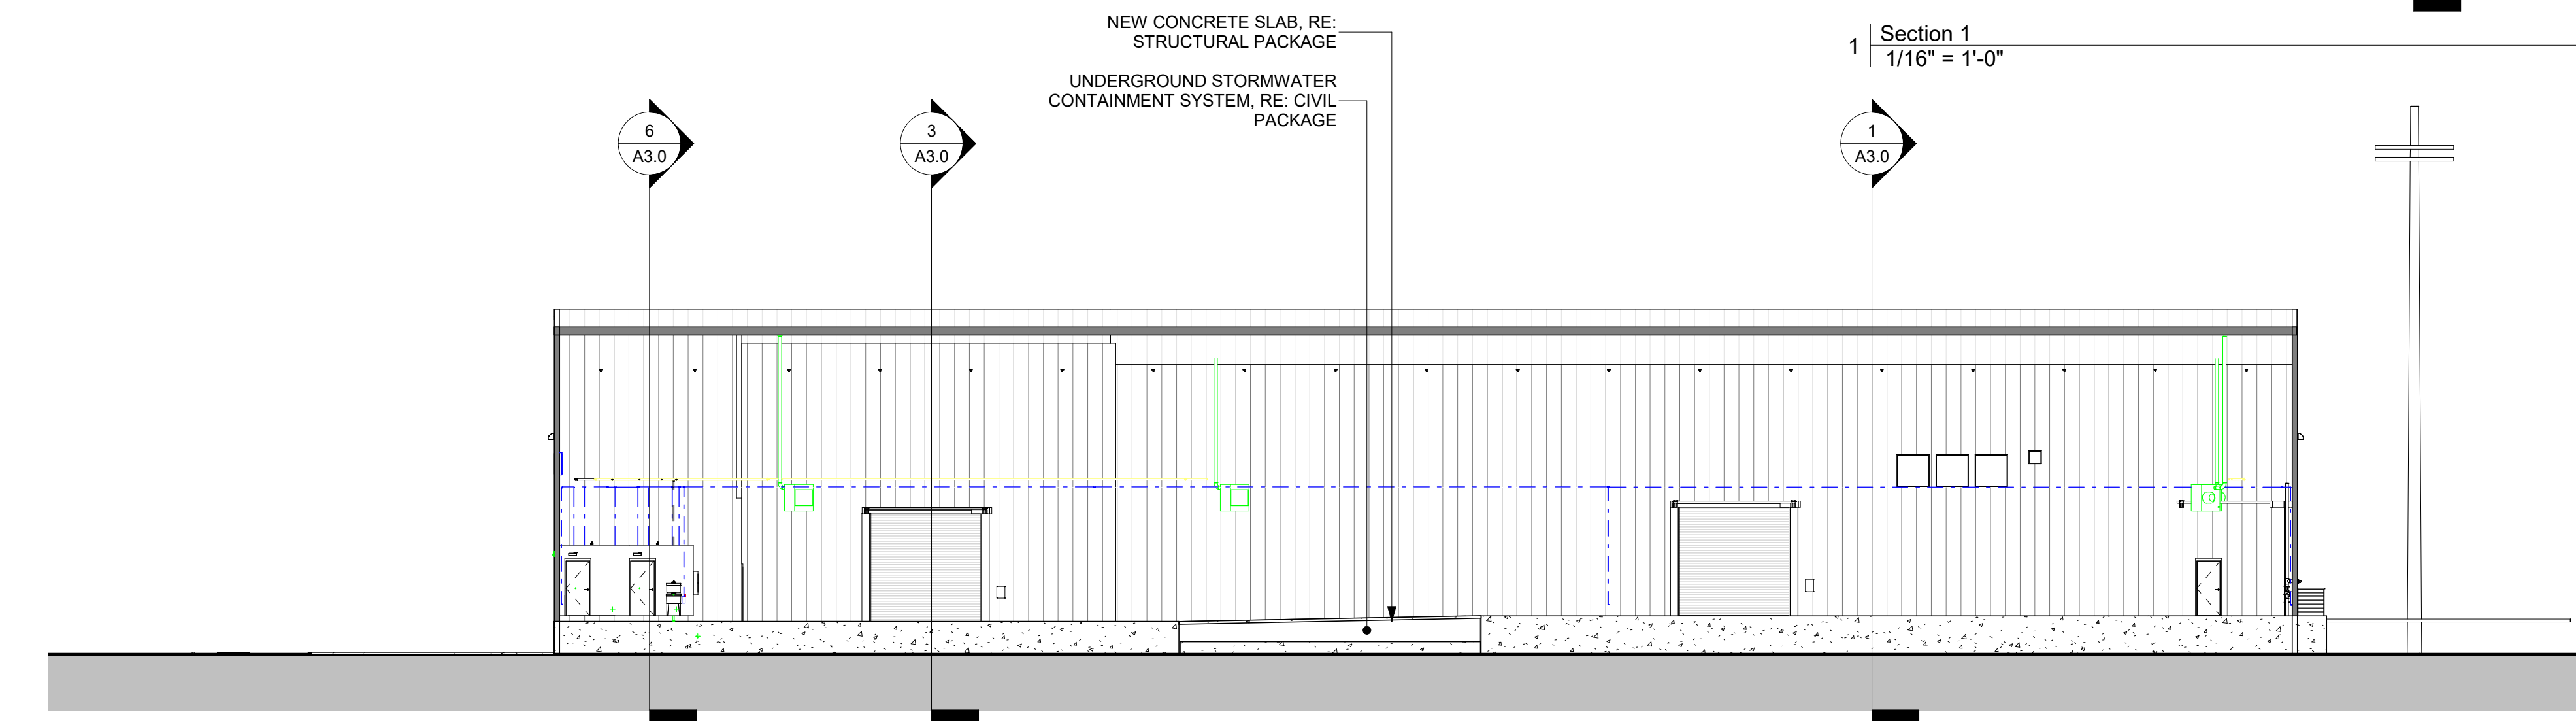 NEW CONCRETE SLAB, RE:
STRUCTURAL PACKAGE
UNDERGROUND STORMWATER
CONTAINMENT SYSTEM, RE: CIVIL
PACKAGE
1
Section 1
1/16" = 1'-0"
6
A3.0
3
A3.0
1
A3.0